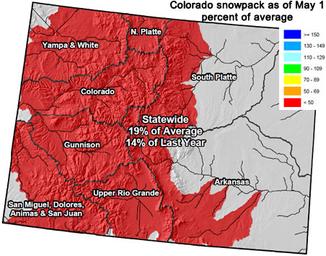 Colorado snowpack as of May 1
percent of average
>= 150
130 - 149
110 - 129
90 - 109
70 - 89
50 - 69
< 50
N. Platte
Yampa & White
South Platte
Colorado
Statewide
19% of Average
14% of Last Year
Gunnison
Arkansas
Upper Rio Grande
San Miguel, Dolores,
Animas & San Juan